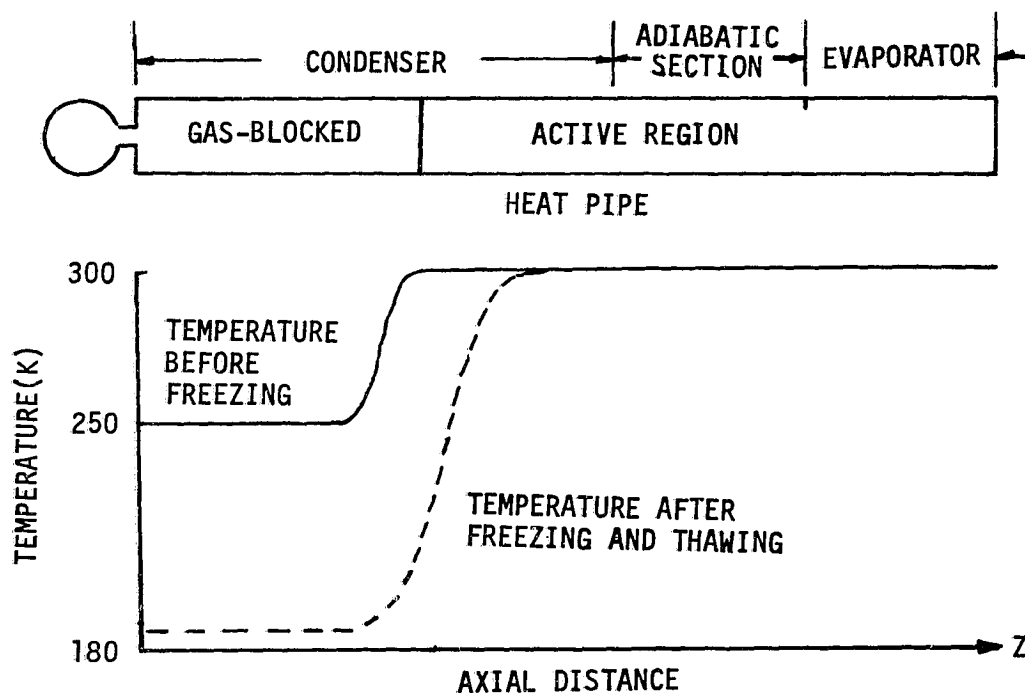 CONDENSER
ADIABATIC
SECTION
EVAPORATOR
GAS-BLOCKED
ACTIVE REGION
HEAT PIPE
300
TEMPERATURE
BEFORE
FREEZING
250
TEMPERATURE(K)
TEMPERATURE AFTER
FREEZING AND THAWING
180
Z
AXIAL DISTANCE